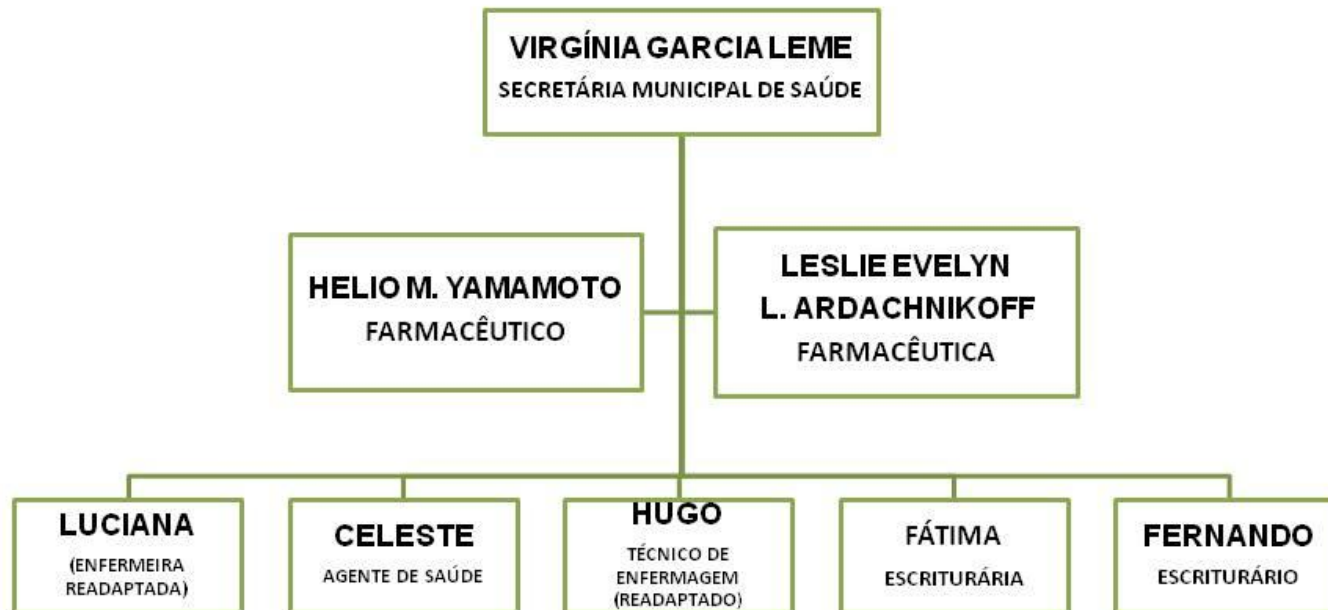 VIRGÍNIA GARCIA LEME
SECRETÁRIA MUNICIPAL DE SAÚDE
HELIO M. YAMAMOTO
FARMACÊUTICO
LESLIE EVELYN
L. ARDACHNIKOFF
FARMACÊUTICA
LUCIANA
(ENFERMEIRA
READAPTADA)
CELESTE
AGENTE DE SAÚDE
HUGO
TÉCNICO DE
ENFERMAGEM
(READAPTADO)
FÁTIMA
ESCRITURÁRIA
FERNANDO
ESCRITURÁRIO